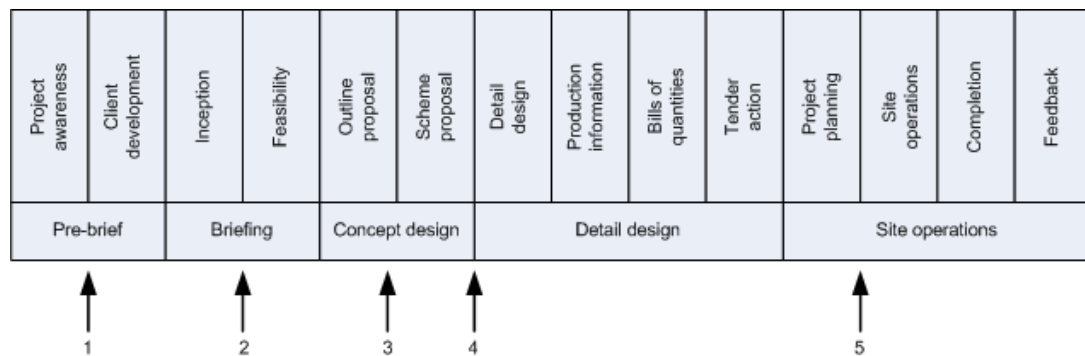 Project
awareness
Client
development
Inception
Feasibility
Outline
proposal
Scheme
proposal
Detail
design
Production
information
Bills of
quantities
Tender
action
Project
planning
Site
operations
Completion
Feedback
Pre-brief
Briefing
Concept design
Detail design
Site operations
1
2
3
4
5